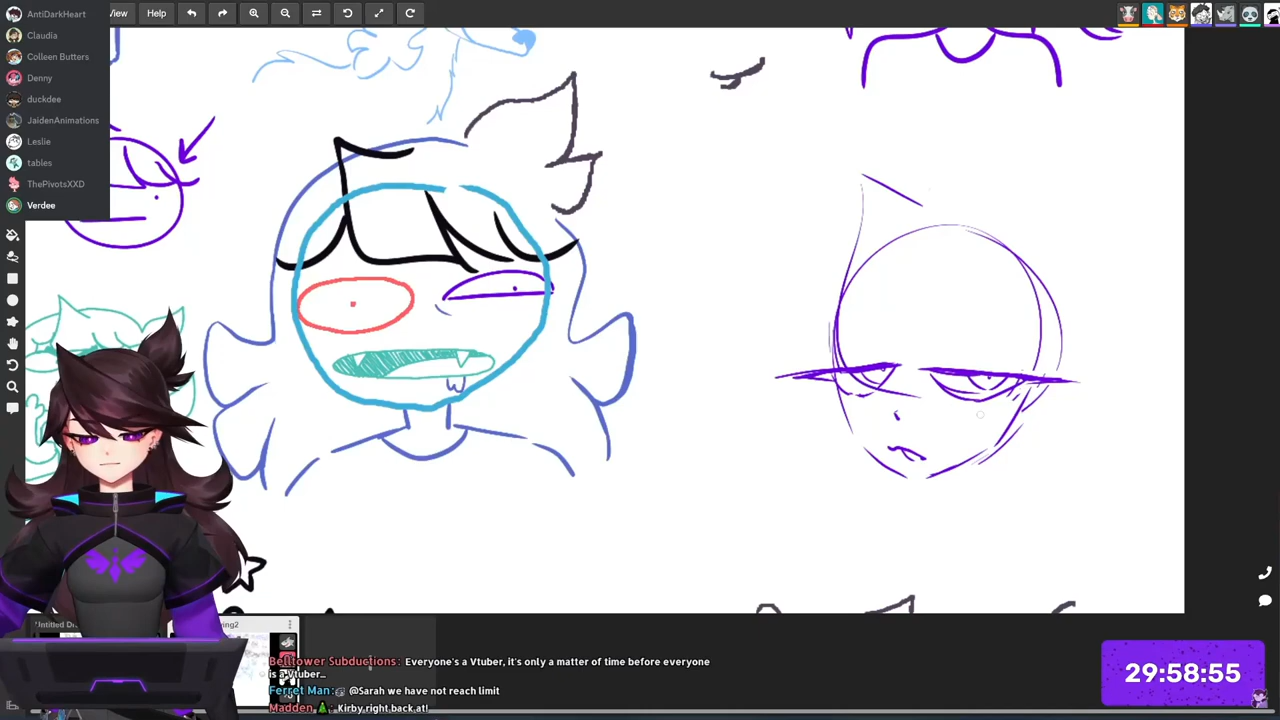 AntiDarkHeart
View
Help
Claudia
Colleen Butters
Denny
duckdee
JaidenAnimations
Leslie
tables
ThePivotsXXD
Verdee
Belltower Subductions: Everyone's a Vtuber, it's only a matter of time before everyone
is a Vtuber...
Ferret Man: @Sarah we have not reach limit
Madden: Kirby right back at!
29:58:55